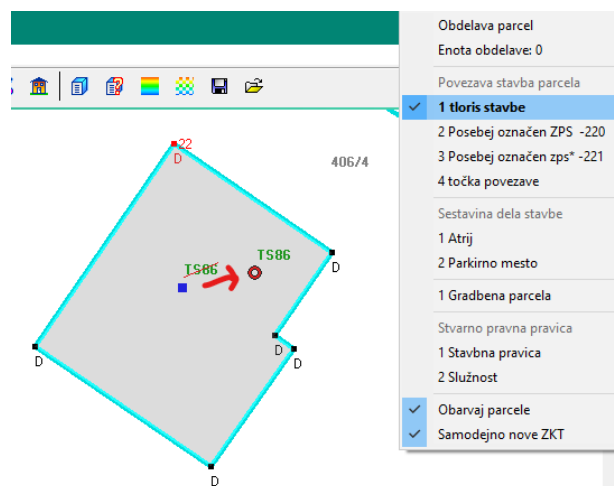 Obdelava parcel
Enota obdelave: 0
Povezava stavba parcela
1 tloris stavbe
2 Posebej označen ZPS -220
3 Posebej označen zps* -221
4 točka povezave
Sestavina dela stavbe
1 Atrij
2 Parkirno mesto
1 Gradbena parcela
Stvarno pravna pravica
1 Stavbna pravica
2 Služnost
Obarvaj parcele
Samodejno nove ZKT
22
D
406/4
TS86
TS86
D
D
D
D
D